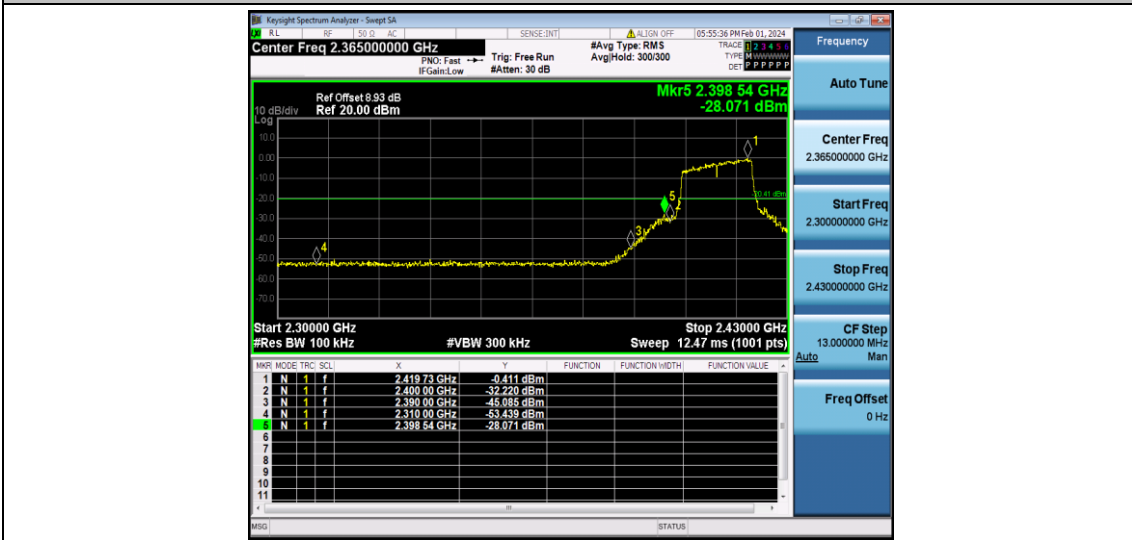 Keysight Spectrum Analyzer - Swept SA
RL RF 50 Ω AC SENSE:INT ALIGN OFF 05:55:36 PM Feb 01, 2024
Center Freq 2.365000000 GHz #Avg Type: RMS TRACE 1 2 3 4 5 6
PNO: Fast Trig: Free Run Avg|Hold: 300/300 TYPE M WWWWW
IFGain:Low #Atten: 30 dB DET P P P P P P
Mkr5 2.398 54 GHz
-28.071 dBm
Ref Offset 8.93 dB
10 dB/div Ref 20.00 dBm
Log
10.0
0.00
-10.0
-20.0
-30.0
-40.0
-50.0
-60.0
-70.0
1
-20.41 dBm
5
2
3
4
Start 2.30000 GHz Stop 2.43000 GHz
#Res BW 100 kHz #VBW 300 kHz Sweep 12.47 ms (1001 pts)
MKR MODE TRC SCL X Y FUNCTION FUNCTION WIDTH FUNCTION VALUE
1 N 1 f 2.419 73 GHz -0.411 dBm
2 N 1 f 2.400 00 GHz -32.220 dBm
3 N 1 f 2.390 00 GHz -45.085 dBm
4 N 1 f 2.310 00 GHz -53.439 dBm
5 N 1 f 2.398 54 GHz -28.071 dBm
6
7
8
9
10
11
MSG STATUS
Frequency
Auto Tune
Center Freq
2.365000000 GHz
Start Freq
2.300000000 GHz
Stop Freq
2.430000000 GHz
CF Step
13.000000 MHz
Auto Man
Freq Offset
0 Hz